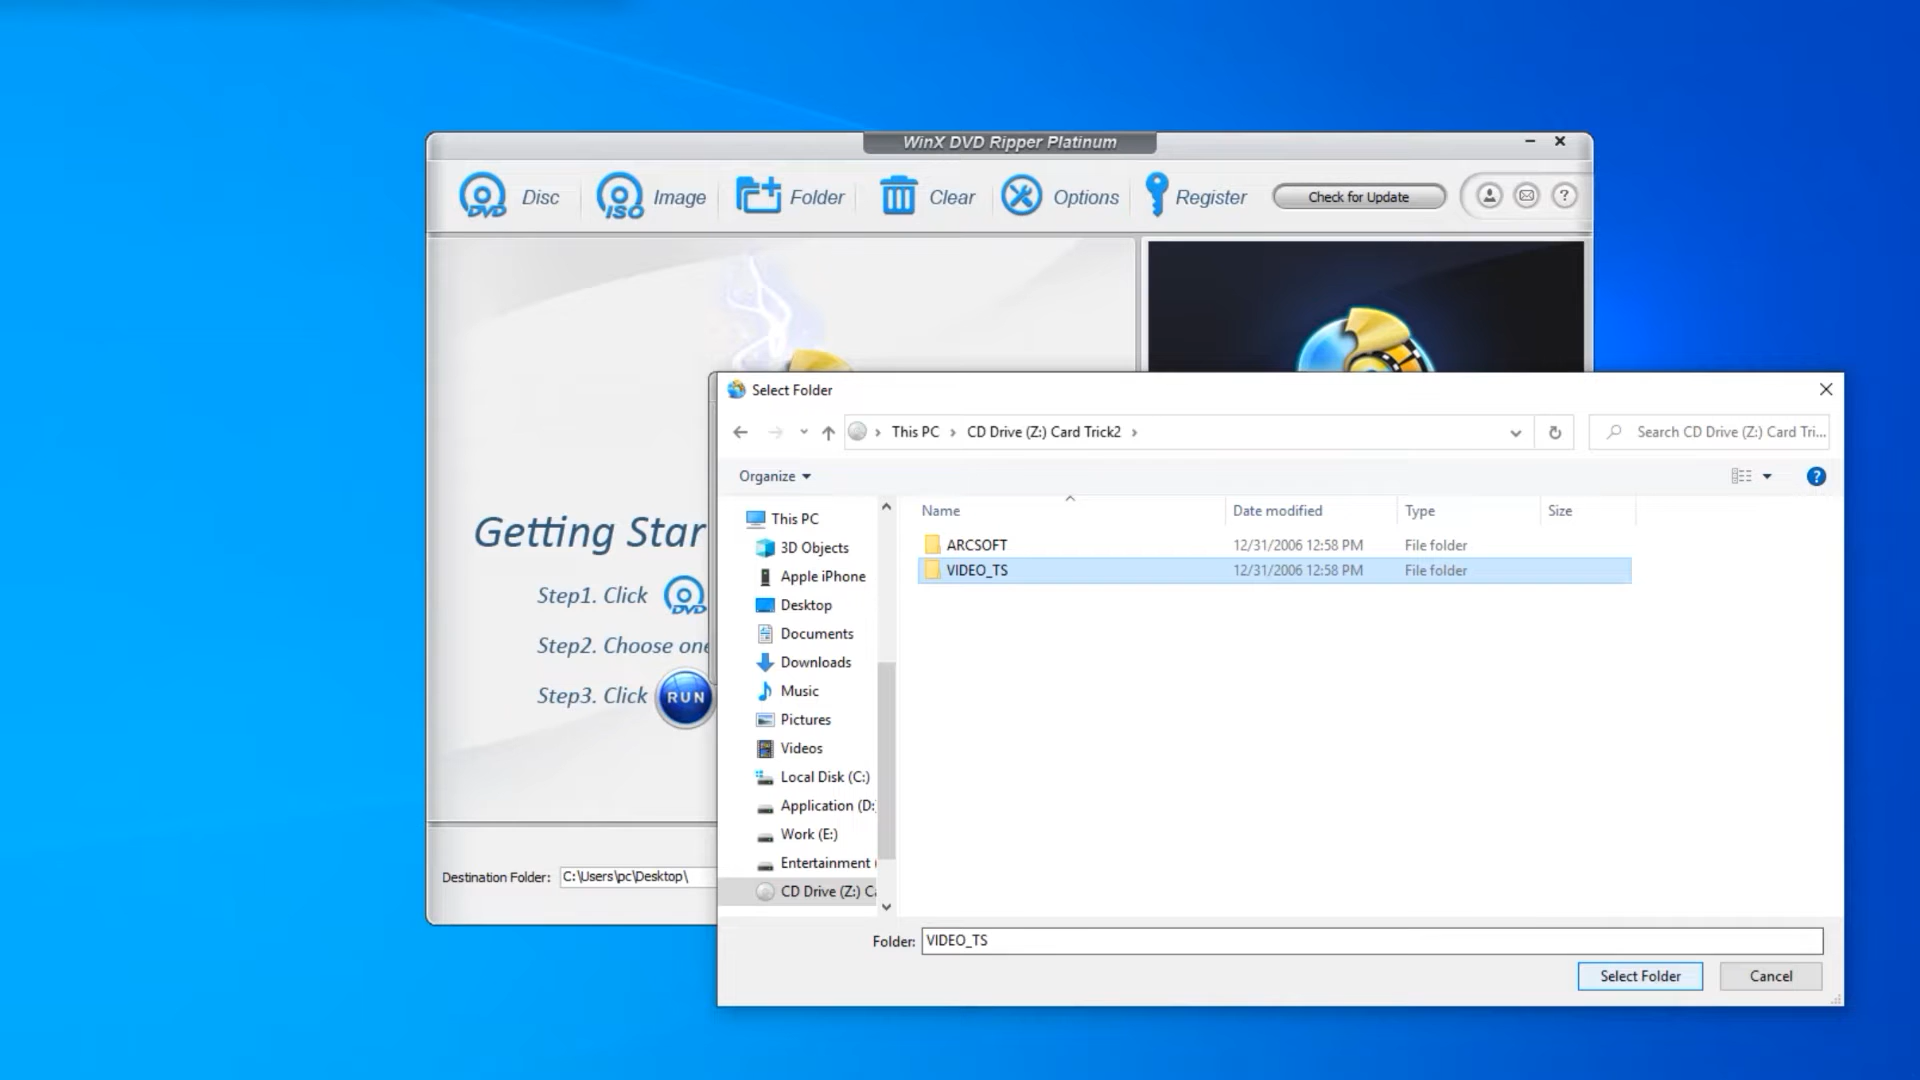 WinX DVD Ripper Platinum
DVD Disc ISO Image Folder Clear Options Register Check for Update ?
Getting Star
Step1. Click DVD
Step2. Choose one
Step3. Click RUN
Destination Folder: C:\Users\pc\Desktop\
Select Folder
This PC CD Drive (Z:) Card Trick2 Search CD Drive (Z:) Card Tri...
Organize ?
Name Date modified Type Size
ARCSOFT 12/31/2006 12:58 PM File folder
VIDEO_TS 12/31/2006 12:58 PM File folder
This PC
3D Objects
Apple iPhone
Desktop
Documents
Downloads
Music
Pictures
Videos
Local Disk (C:)
Application (D:
Work (E:)
Entertainment (
CD Drive (Z:) Ca
Folder: VIDEO_TS
Select Folder Cancel